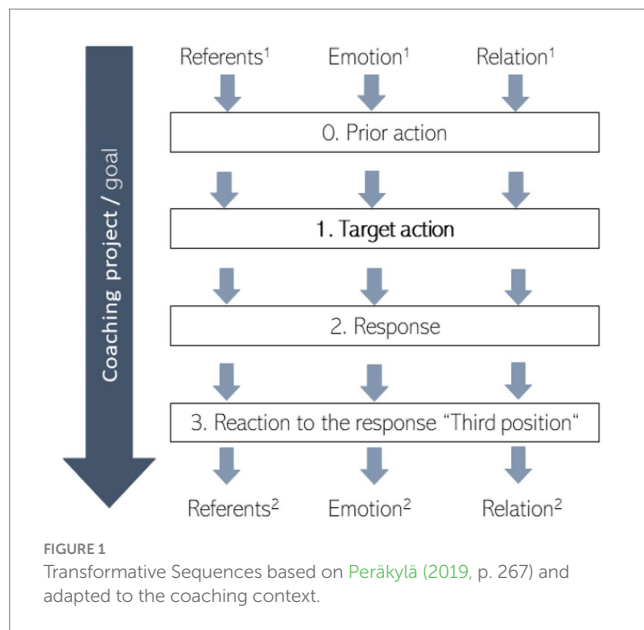 Coaching project / goal
Referents¹ Emotion¹ Relation¹
0. Prior action
1. Target action
2. Response
3. Reaction to the response "Third position“
Referents² Emotion² Relation²
FIGURE 1
Transformative Sequences based on Peräkylä (2019, p. 267) and
adapted to the coaching context.